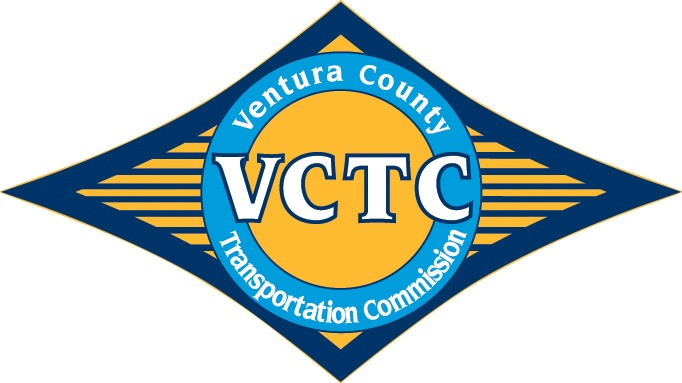 Ventura County
VCTC
Transportation Commission